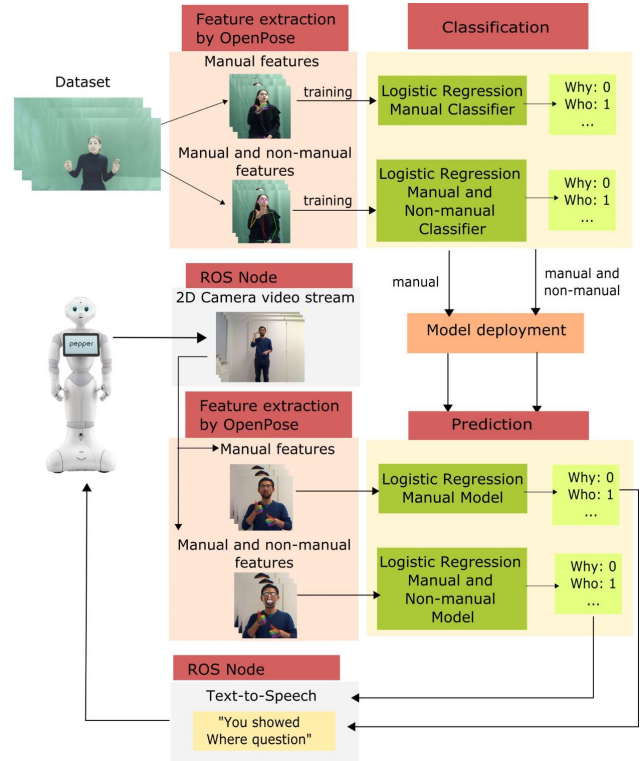 Feature extraction
by OpenPose
Classification
Dataset
Manual features
training
Logistic Regression
Manual Classifier
Why: 0
Who: 1
...
Manual and non-manual
features
training
Logistic Regression
Manual and
Non-manual
Classifier
Why: 0
Who: 1
...
manual
manual and
non-manual
Model deployment
ROS Node
2D Camera video stream
pepper
Feature extraction
by OpenPose
Manual features
Prediction
Logistic Regression
Manual Model
Why: 0
Who: 1
...
Manual and non-manual
features
Logistic Regression
Manual and
Non-manual
Model
Why: 0
Who: 1
...
ROS Node
Text-to-Speech
"You showed
Where question"